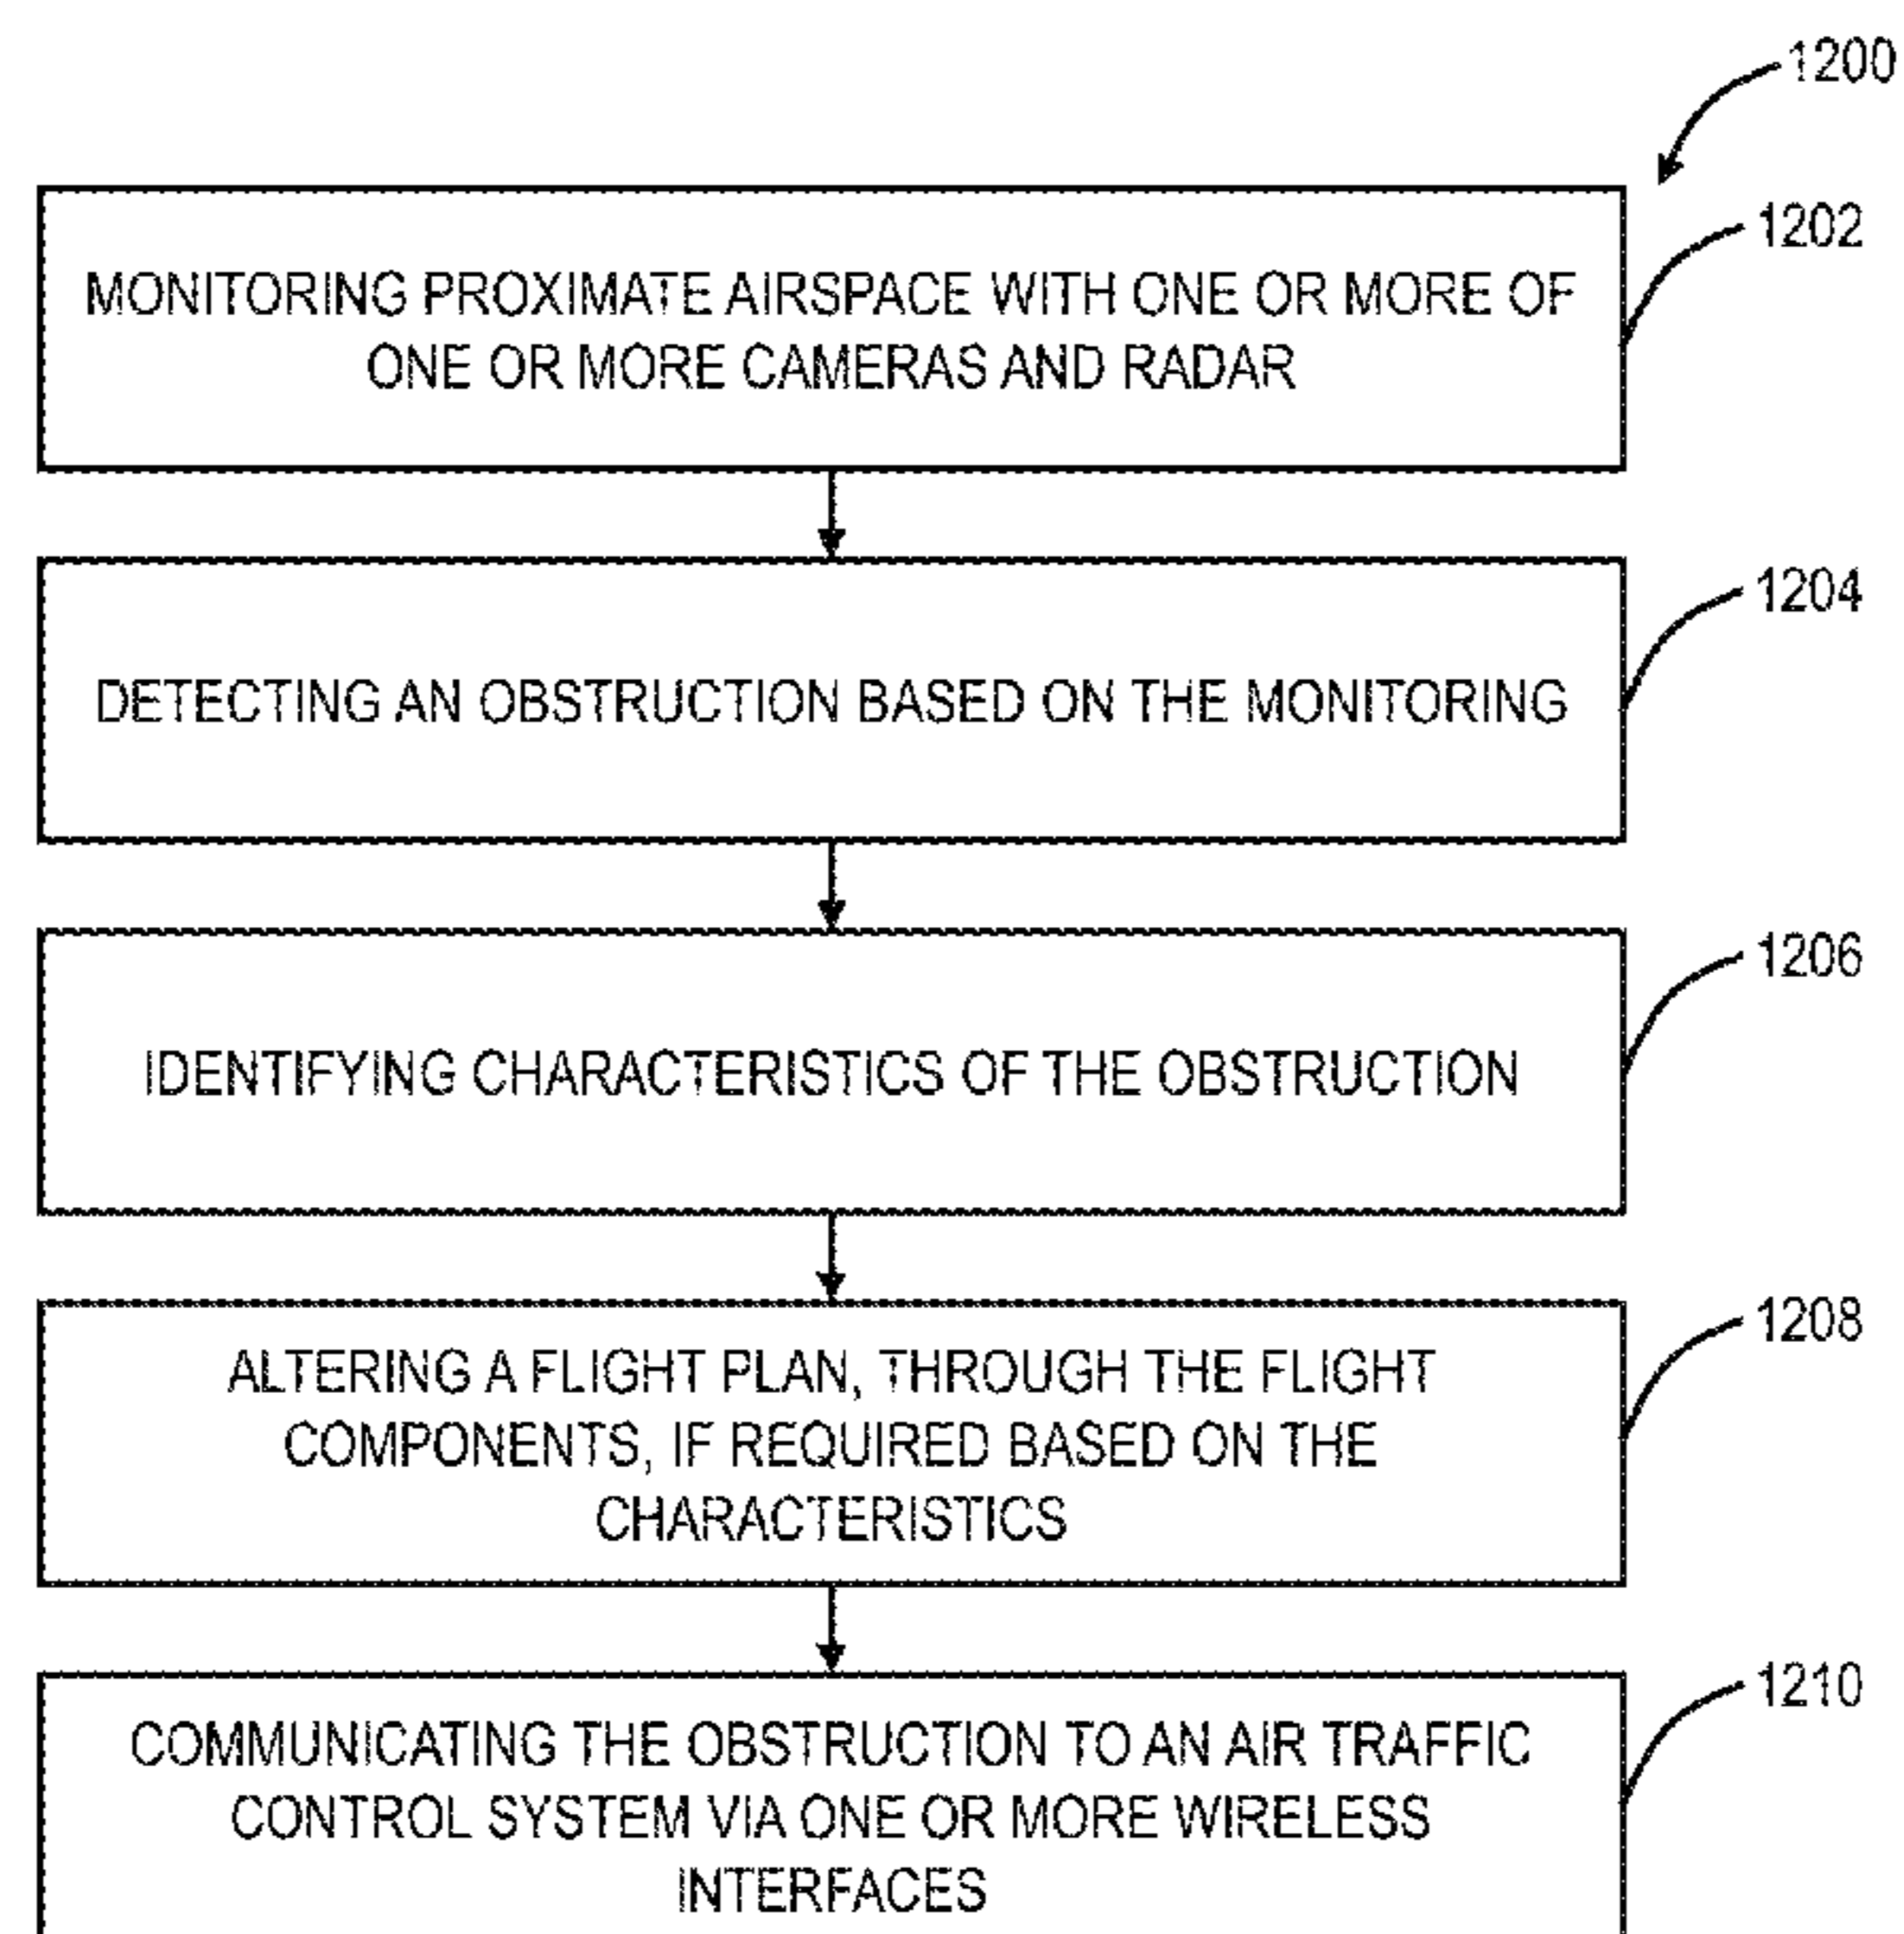 1200
1202
MONITORING PROXIMATE AIRSPACE WITH ONE OR MORE OF
ONE OR MORE CAMERAS AND RADAR
1204
DETECTING AN OBSTRUCTION BASED ON THE MONITORING
1206
IDENTIFYING CHARACTERISTICS OF THE OBSTRUCTION
1208
ALTERING A FLIGHT PLAN, THROUGH THE FLIGHT
COMPONENTS, IF REQUIRED BASED ON THE
CHARACTERISTICS
1210
COMMUNICATING THE OBSTRUCTION TO AN AIR TRAFFIC
CONTROL SYSTEM VIA ONE OR MORE WIRELESS
INTERFACES